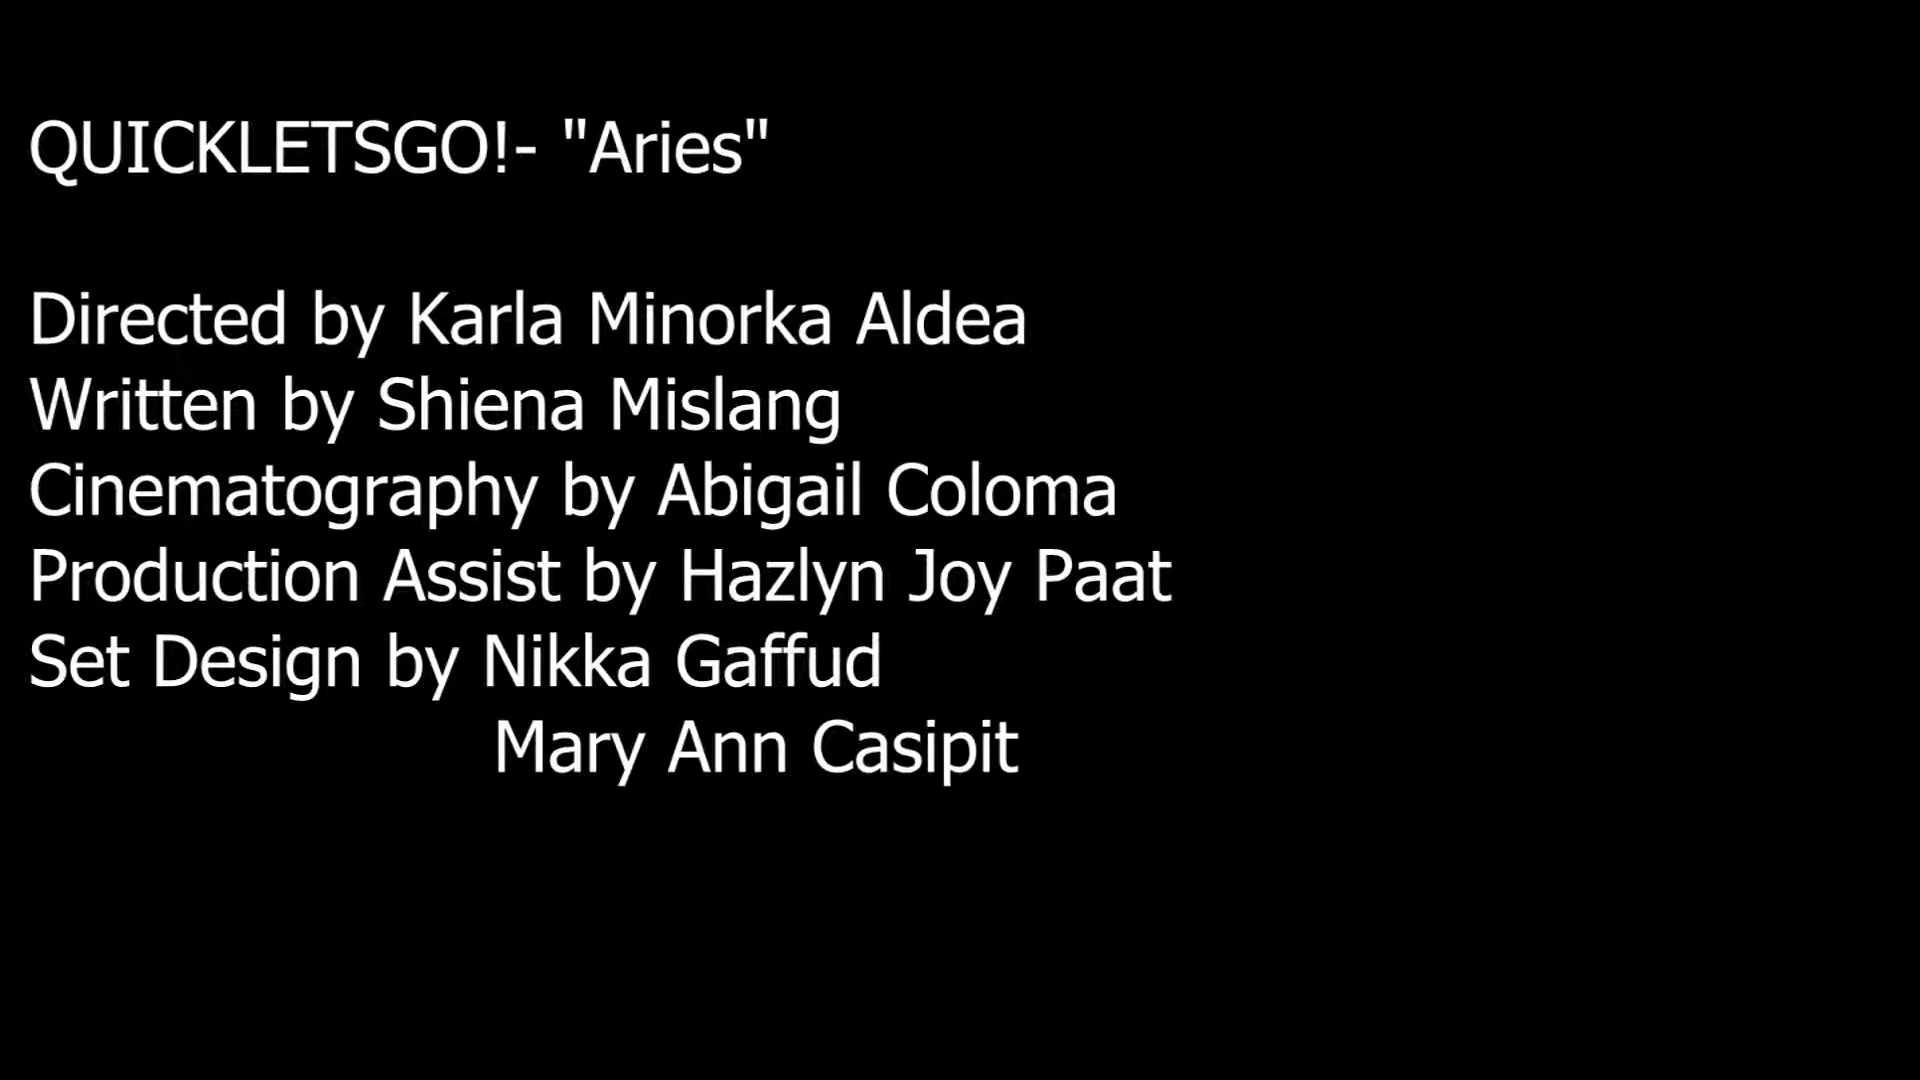 QUICKLETSGO!- "Aries"
Directed by Karla Minorka Aldea
Written by Shiena Mislang
Cinematography by Abigail Coloma
Production Assist by Hazlyn Joy Paat
Set Design by Nikka Gaffud
Mary Ann Casipit